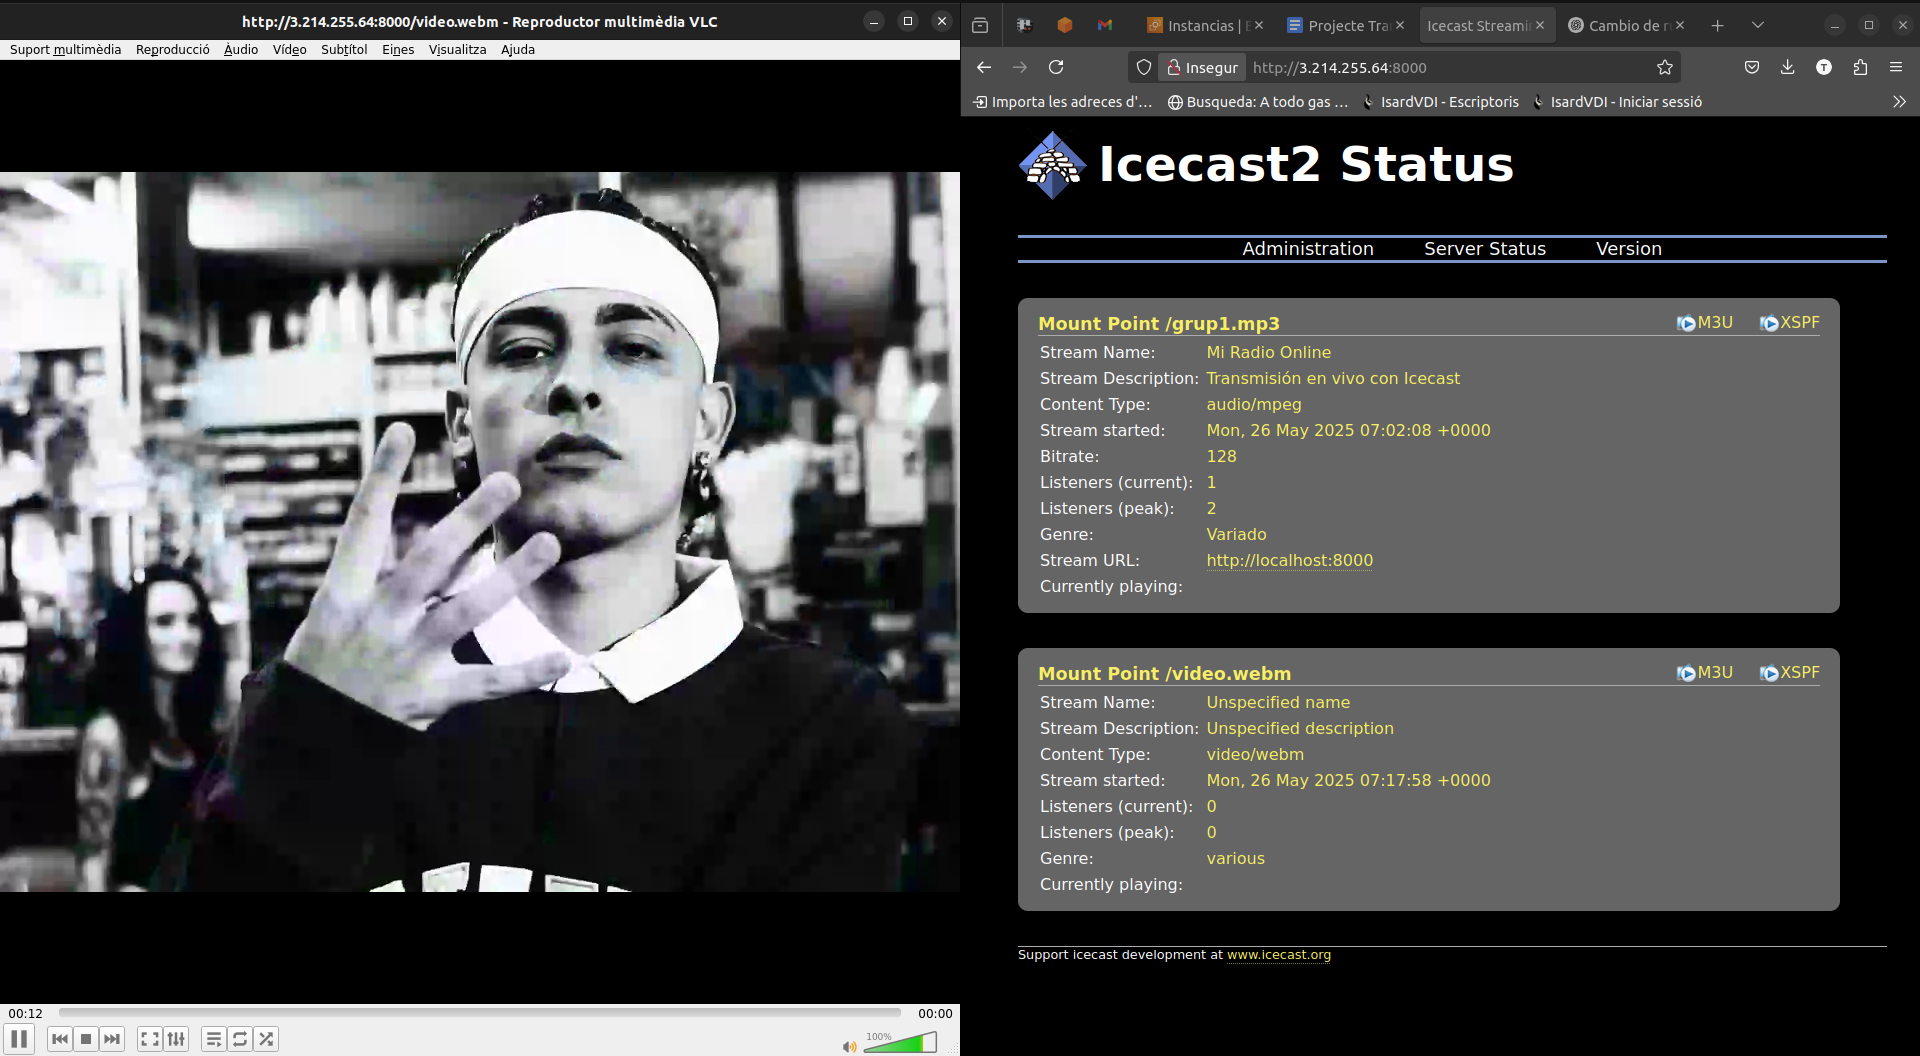 http://3.214.255.64:8000/video.webm - Reproductor multimèdia VLC
Suport multimèdia Reproducció Àudio Vídeo Subtítol Eines Visualitza Ajuda
00:12 00:00
100%
Instancias | E
Projecte Tra
Icecast Streami
Cambio de r
Insegur http://3.214.255.64:8000
T
Importa les adreces d'…
Busqueda: A todo gas …
IsardVDI - Escriptoris
IsardVDI - Iniciar sessió
Icecast2 Status
Administration Server Status Version
Mount Point /grup1.mp3 M3U XSPF
Stream Name: Mi Radio Online
Stream Description: Transmisión en vivo con Icecast
Content Type: audio/mpeg
Stream started: Mon, 26 May 2025 07:02:08 +0000
Bitrate: 128
Listeners (current): 1
Listeners (peak): 2
Genre: Variado
Stream URL: http://localhost:8000
Currently playing:
Mount Point /video.webm M3U XSPF
Stream Name: Unspecified name
Stream Description: Unspecified description
Content Type: video/webm
Stream started: Mon, 26 May 2025 07:17:58 +0000
Listeners (current): 0
Listeners (peak): 0
Genre: various
Currently playing:
Support icecast development at www.icecast.org